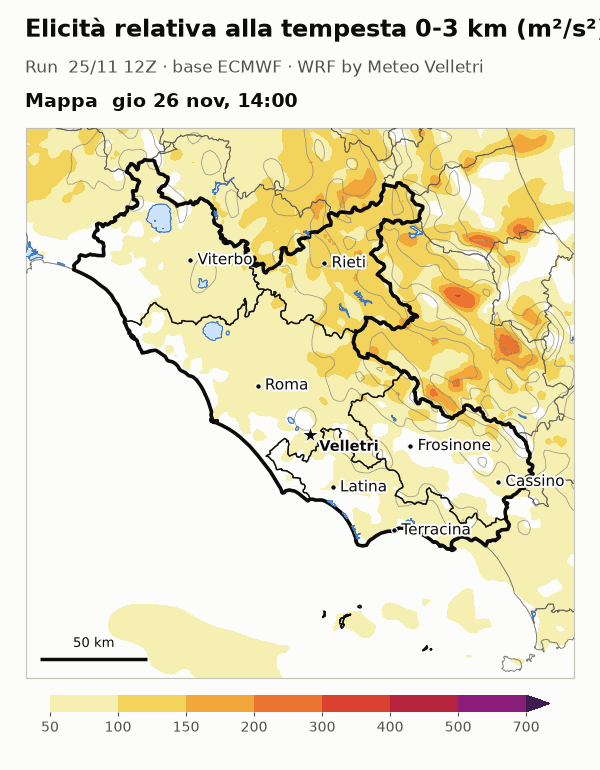 Elicità relativa alla tempesta 0-3 km (m²/s²)
Run  25/11 12Z · base ECMWF · WRF by Meteo Velletri
Mappa  gio 26 nov, 14:00
Viterbo
Rieti
Roma
Velletri
Frosinone
Latina
Cassino
Terracina
50 km
50 100 150 200 300 400 500 700